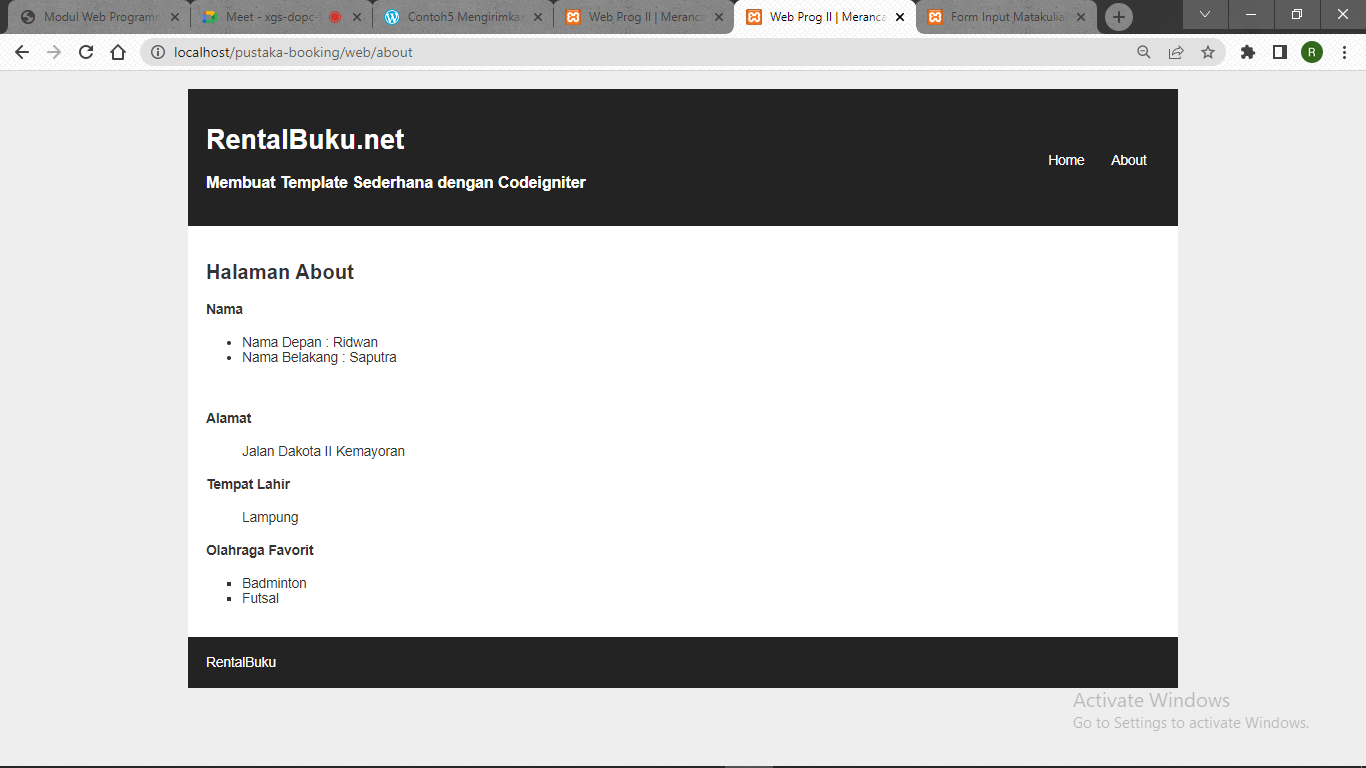 Modul Web Programm
Meet - xgs-dopc-
Contoh5 Mengirimka
Web Prog II | Meranca
Web Prog II | Meranca
Form Input Matakulia
localhost/pustaka-booking/web/about
R
RentalBuku.net
Home
About
Membuat Template Sederhana dengan Codeigniter
Halaman About
Nama
• Nama Depan : Ridwan
• Nama Belakang : Saputra
Alamat
Jalan Dakota II Kemayoran
Tempat Lahir
Lampung
Olahraga Favorit
▪ Badminton
▪ Futsal
RentalBuku
Activate Windows
Go to Settings to activate Windows.